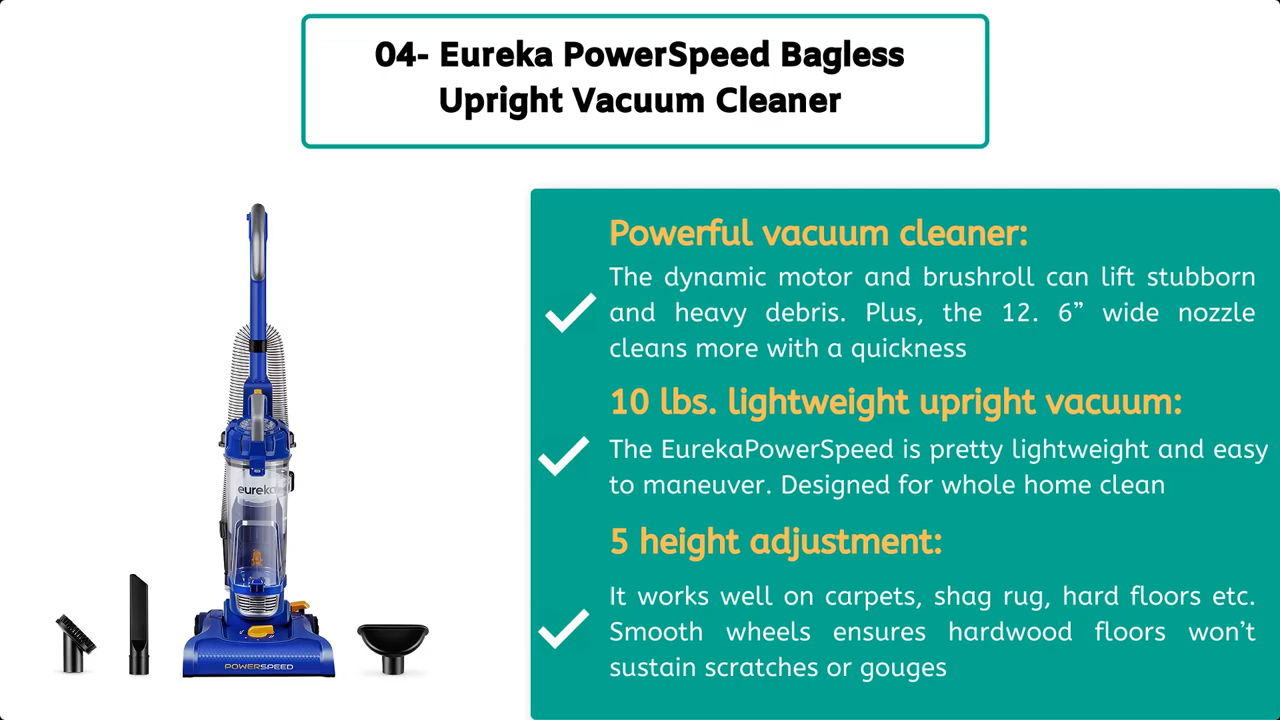 04- Eureka PowerSpeed Bagless
Upright Vacuum Cleaner
Powerful vacuum cleaner:
The dynamic motor and brushroll can lift stubborn
and heavy debris. Plus, the 12. 6” wide nozzle
cleans more with a quickness
10 lbs. lightweight upright vacuum:
The EurekaPowerSpeed is pretty lightweight and easy
to maneuver. Designed for whole home clean
5 height adjustment:
It works well on carpets, shag rug, hard floors etc.
Smooth wheels ensures hardwood floors won’t
sustain scratches or gouges
eureka
POWERSPEED